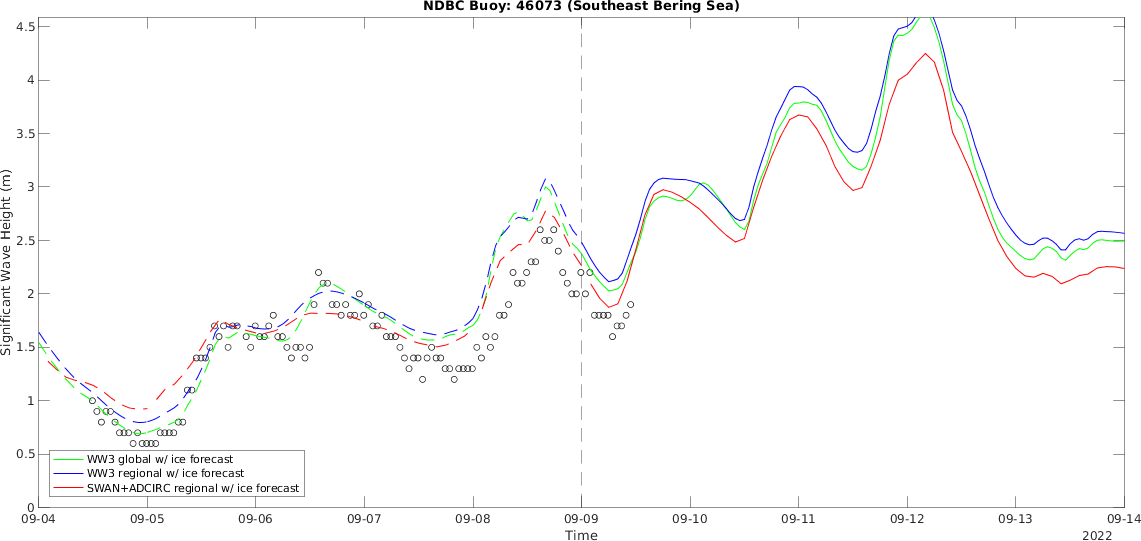 NDBC Buoy: 46073 (Southeast Bering Sea)
4.5
4
3.5
3
2.5
2
1.5
1
0.5
0
Significant Wave Height (m)
WW3 global w/ ice forecast
WW3 regional w/ ice forecast
SWAN+ADCIRC regional w/ ice forecast
09-04 09-05 09-06 09-07 09-08 09-09 09-10 09-11 09-12 09-13 09-14
Time
2022